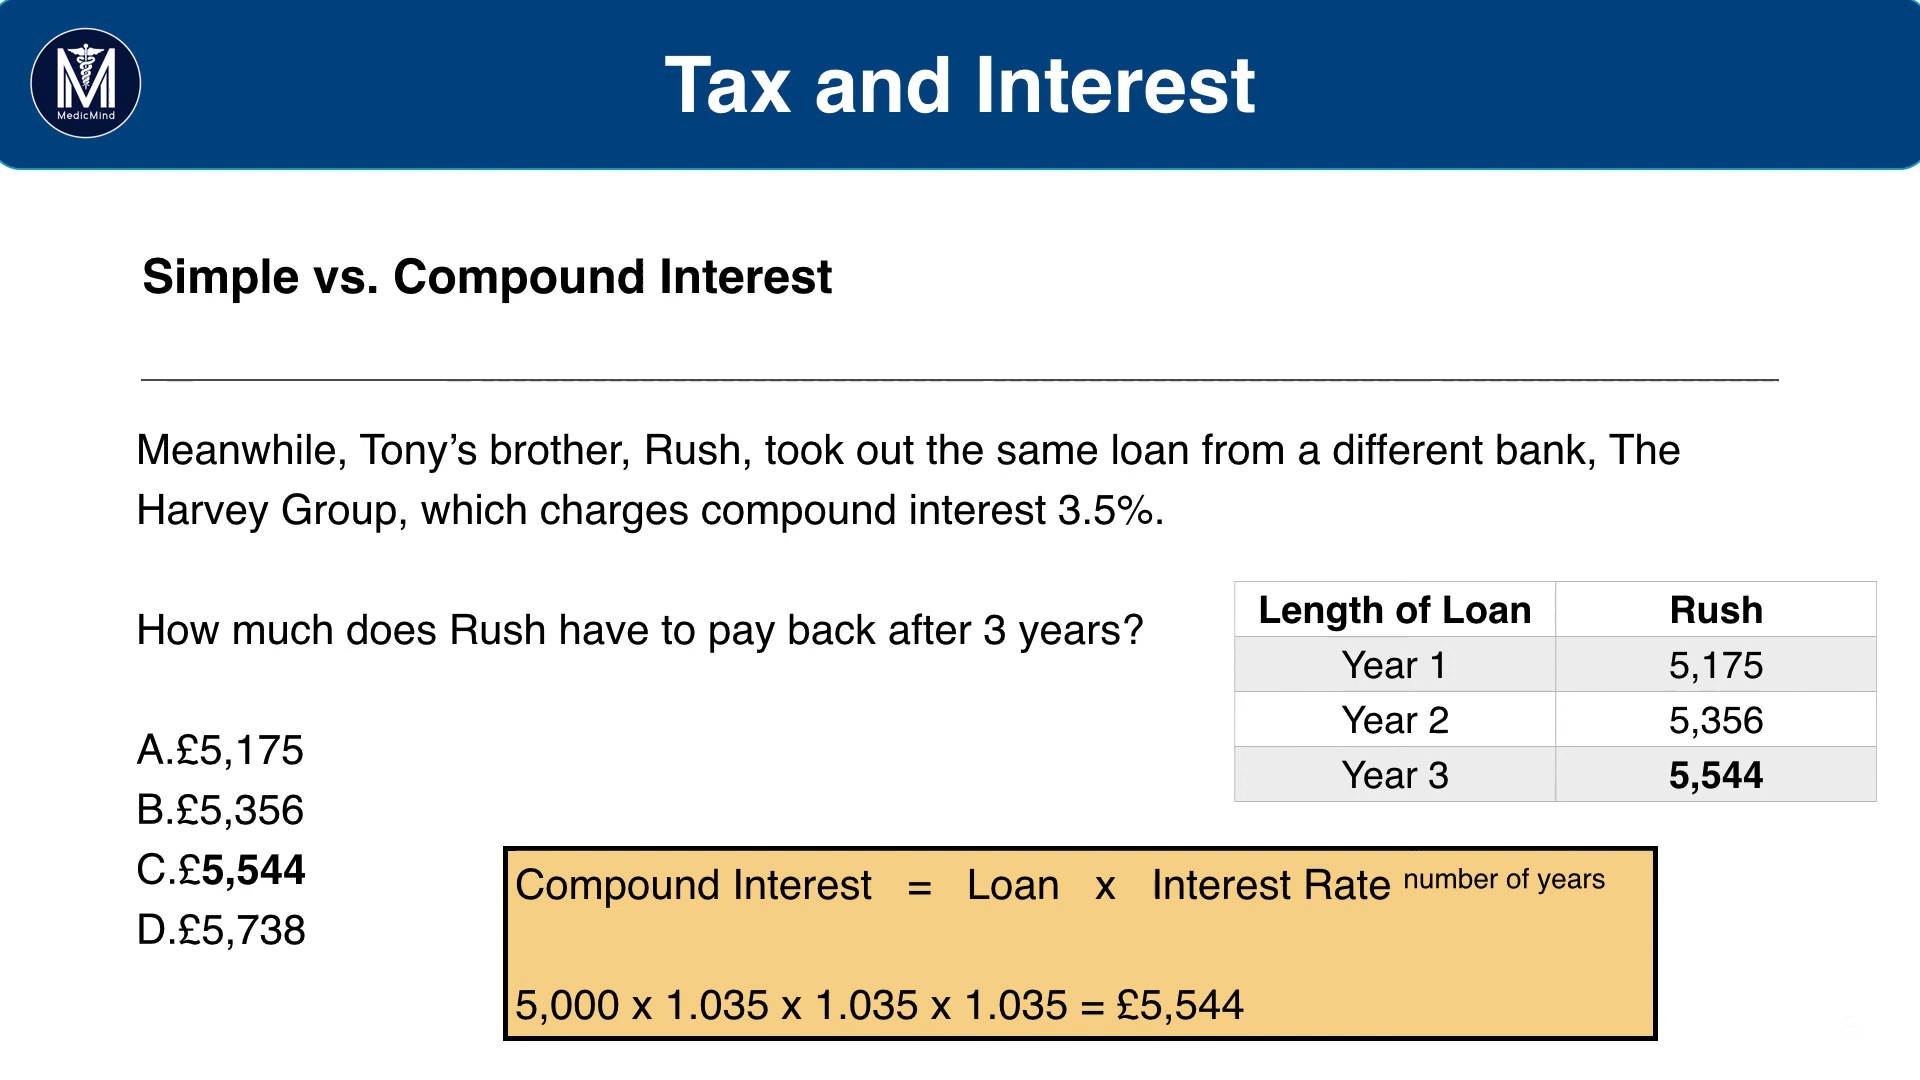 MedicMind
Tax and Interest
Simple vs. Compound Interest
Meanwhile, Tony’s brother, Rush, took out the same loan from a different bank, The
Harvey Group, which charges compound interest 3.5%.
How much does Rush have to pay back after 3 years?
Length of Loan Rush
Year 1 5,175
Year 2 5,356
Year 3 5,544
A.£5,175
B.£5,356
C.£5,544
D.£5,738
Compound Interest = Loan x Interest Rate number of years
5,000 x 1.035 x 1.035 x 1.035 = £5,544